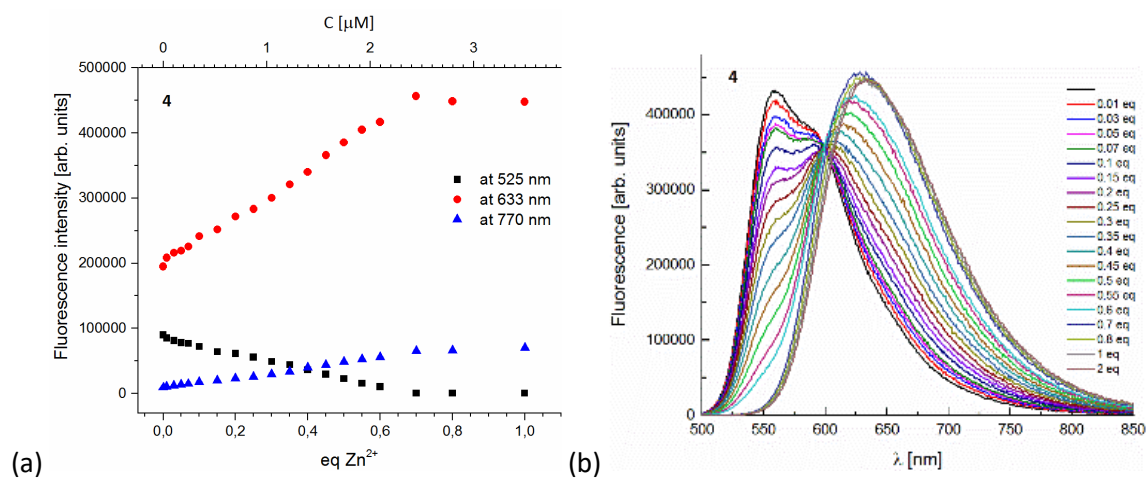 C [μM]
0 1 2 3
500000
400000
300000
200000
100000
0
Fluorescence intensity [arb. units]
4
at 525 nm
at 633 nm
at 770 nm
0,0 0,2 0,4 0,6 0,8 1,0
eq Zn²⁺
(a)
4
400000
300000
200000
100000
0
Fluorescence [arb. units]
0.01 eq
0.03 eq
0.05 eq
0.07 eq
0.1 eq
0.15 eq
0.2 eq
0.25 eq
0.3 eq
0.35 eq
0.4 eq
0.45 eq
0.5 eq
0.55 eq
0.6 eq
0.7 eq
0.8 eq
1 eq
2 eq
500 550 600 650 700 750 800 850
λ [nm]
(b)